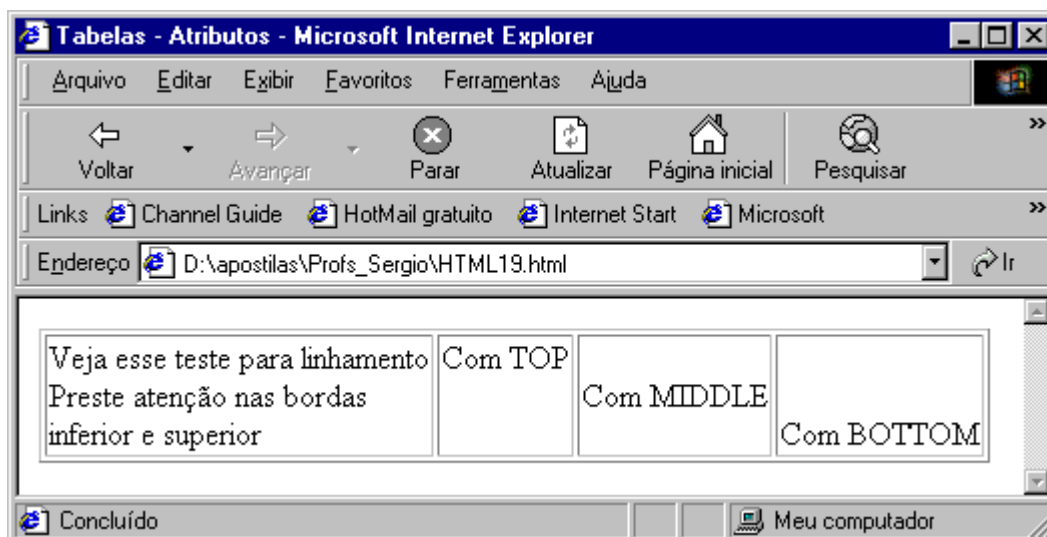 Tabelas - Atributos - Microsoft Internet Explorer
Arquivo Editar Exibir Favoritos Ferramentas Ajuda
Voltar Avançar Parar Atualizar Página inicial Pesquisar »
Links Channel Guide HotMail gratuito Internet Start Microsoft »
Endereço D:\apostilas\Profs_Sergio\HTML19.html Ir
Veja esse teste para linhamento Com TOP
Preste atenção nas bordas Com MIDDLE
inferior e superior Com BOTTOM
Concluído Meu computador